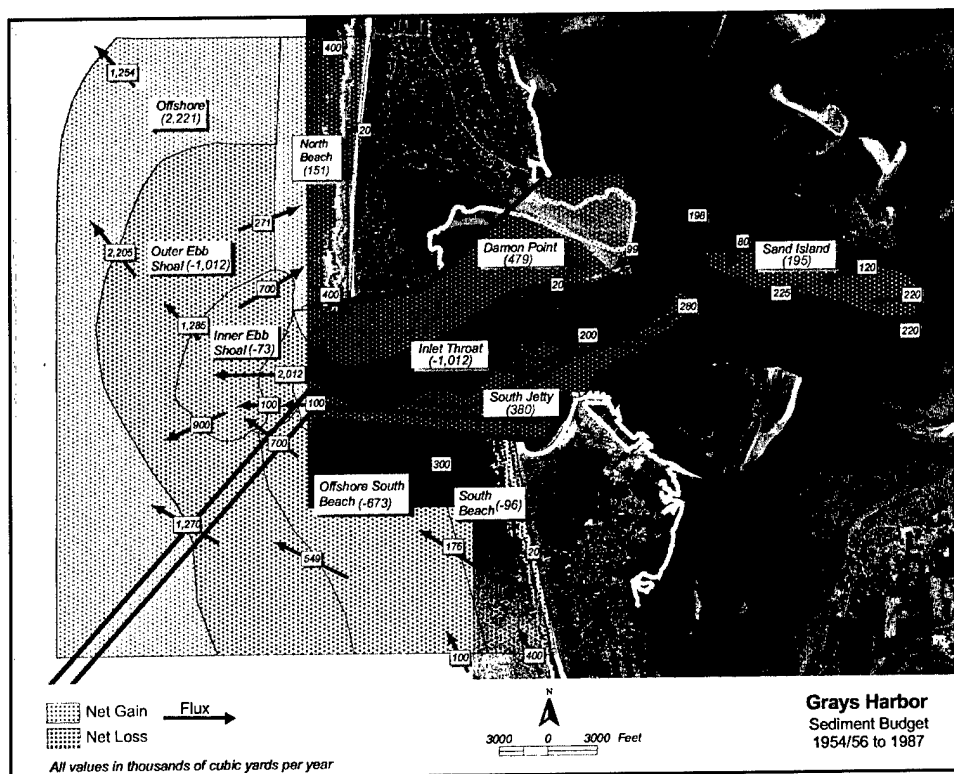 400
1,254
Offshore
(2,221)
20
North
Beach
(151)
271
198
Damon Point
(479)
99
80
Sand Island
(195)
2,205
Outer Ebb
Shoal (-1,012)
120
700
400
20
225
220
280
1,285
Inner Ebb
Shoal (-73)
200
220
Inlet Throat
(-1,012)
2,012
South Jetty
(380)
100
100
900
700
300
Offshore South
Beach (-673)
South
Beach (-96)
1,270
176
649
20
100
400
Net Gain
Flux
Net Loss
N
3000 0 3000 Feet
Grays Harbor
Sediment Budget
1954/56 to 1987
All values in thousands of cubic yards per year